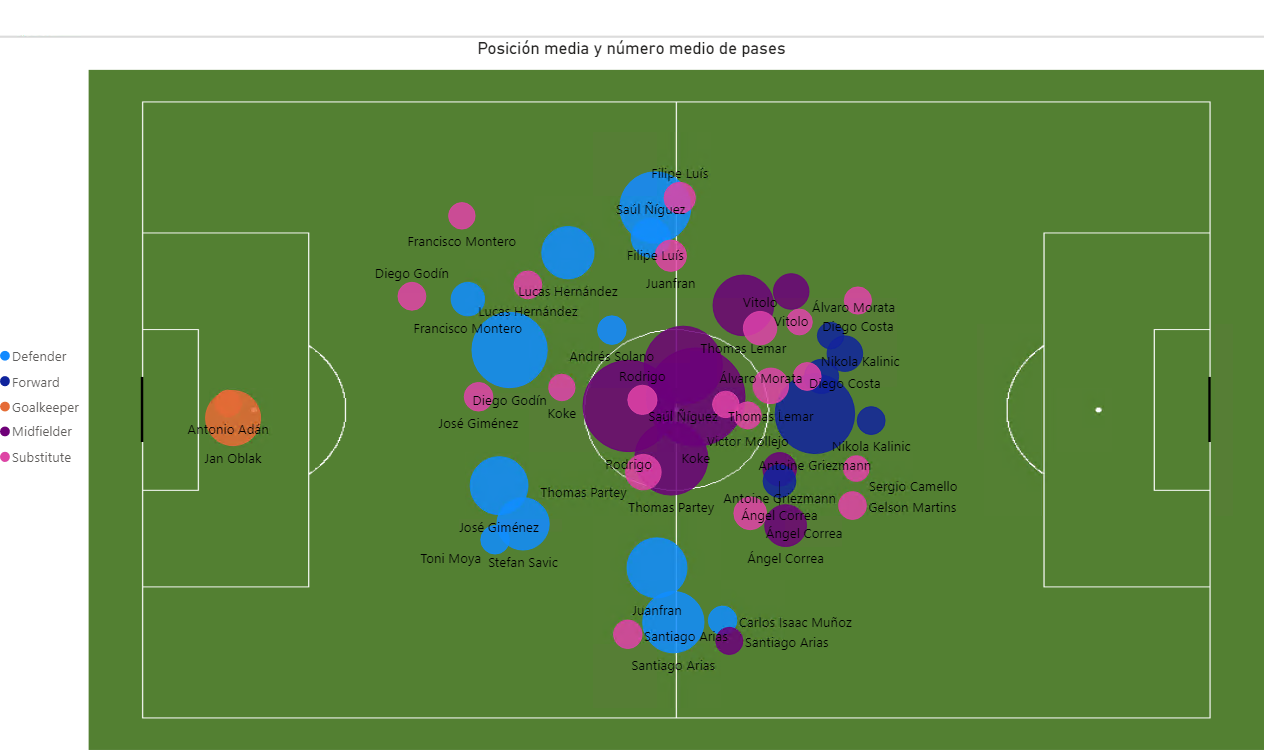 Posición media y número medio de pases
Filipe Luís
Saúl Ñíguez
Francisco Montero
Filipe Luís
Diego Godín
Juanfran
Lucas Hernández
Vitolo
Álvaro Morata
Lucas Hernández
Vitolo
Francisco Montero
Diego Costa
Thomas Lemar
Andrés Solano
Defender
Nikola Kalinic
Rodrigo
Álvaro Morata
Forward
Diego Costa
Diego Godín
Goalkeeper
Koke
Saúl Ñíguez
Thomas Lemar
José Giménez
Antonio Adán
Midfielder
Víctor Mollejo
Nikola Kalinic
Substitute
Jan Oblak
Koke
Rodrigo
Antoine Griezmann
Sergio Camello
Thomas Partey
Antoine Griezmann
Thomas Partey
Gelson Martins
Ángel Correa
José Giménez
Ángel Correa
Toni Moya
Stefan Savic
Ángel Correa
Juanfran
Carlos Isaac Muñoz
Santiago Arias
Santiago Arias
Santiago Arias